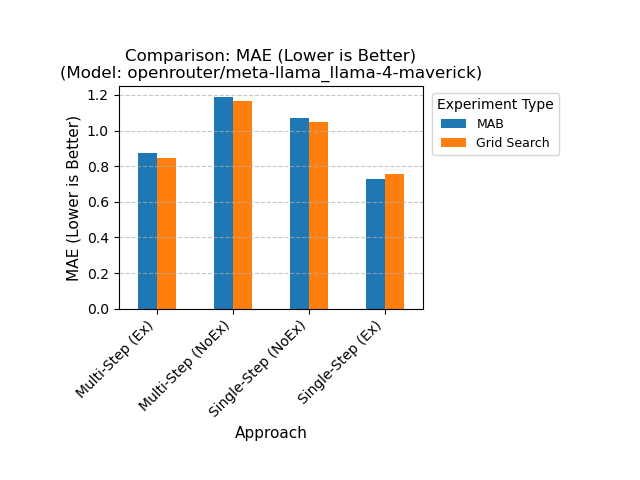 Comparison: MAE (Lower is Better)
(Model: openrouter/meta-llama_llama-4-maverick)
MAE (Lower is Better)
1.2
1.0
0.8
0.6
0.4
0.2
0.0
Multi-Step (Ex)
Multi-Step (NoEx)
Single-Step (NoEx)
Single-Step (Ex)
Approach
Experiment Type
MAB
Grid Search